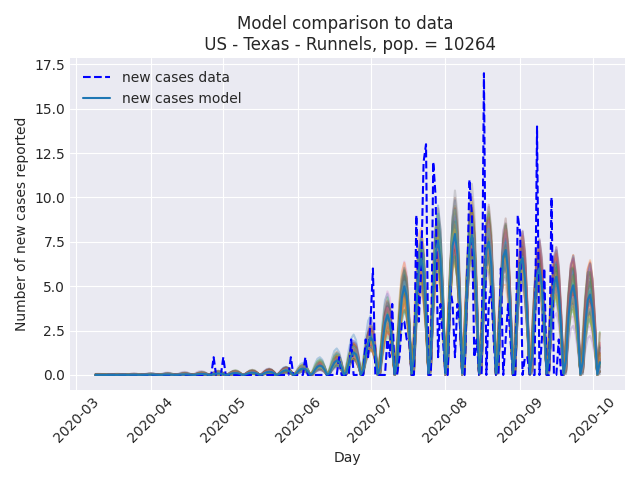 Model comparison to data
US - Texas - Runnels, pop. = 10264
new cases data
new cases model
Number of new cases reported
17.5
15.0
12.5
10.0
7.5
5.0
2.5
0.0
2020-03
2020-04
2020-05
2020-06
2020-07
2020-08
2020-09
2020-10
Day